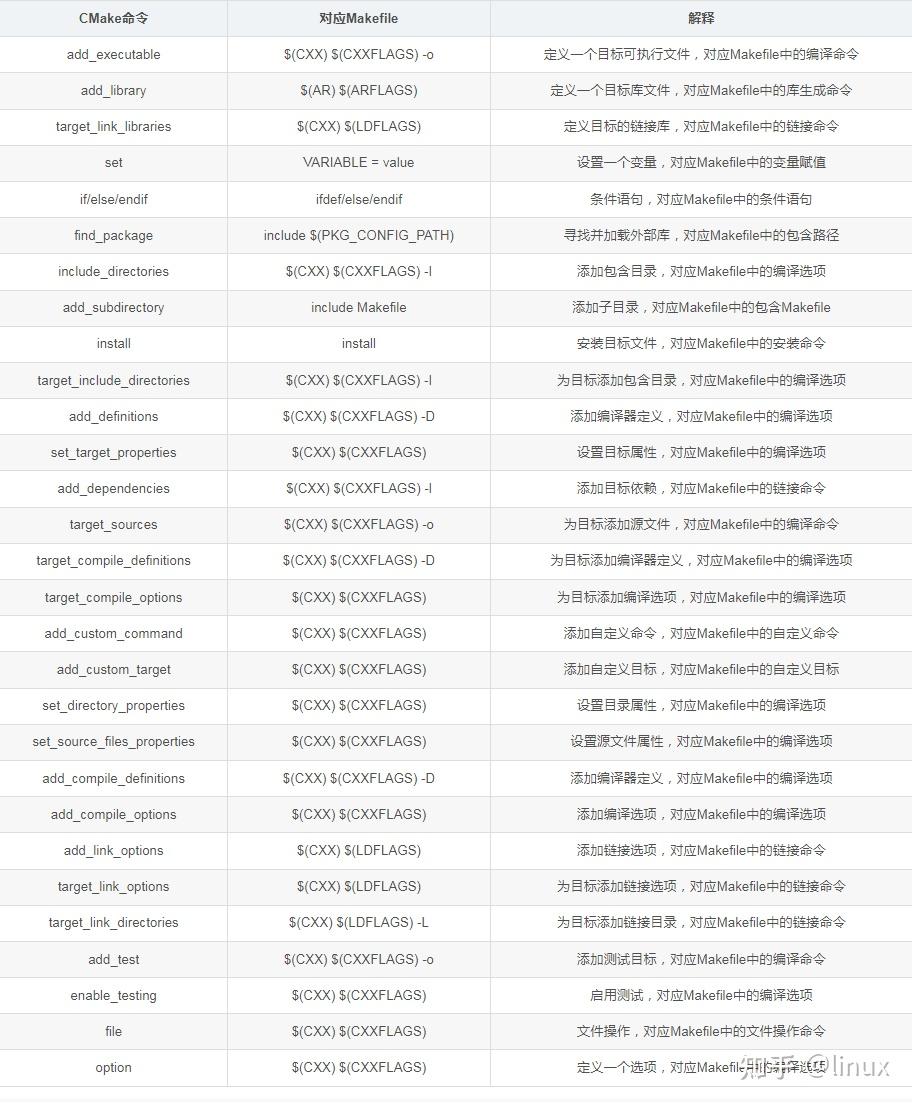 CMake命令 对应Makefile 解释
add_executable $(CXX) $(CXXFLAGS) -o 定义一个目标可执行文件，对应Makefile中的编译命令
add_library $(AR) $(ARFLAGS) 定义一个目标库文件，对应Makefile中的库生成命令
target_link_libraries $(CXX) $(LDFLAGS) 定义目标的链接库，对应Makefile中的链接命令
set VARIABLE = value 设置一个变量，对应Makefile中的变量赋值
if/else/endif ifdef/else/endif 条件语句，对应Makefile中的条件语句
find_package include $(PKG_CONFIG_PATH) 寻找并加载外部库，对应Makefile中的包含路径
include_directories $(CXX) $(CXXFLAGS) -I 添加包含目录，对应Makefile中的编译选项
add_subdirectory include Makefile 添加子目录，对应Makefile中的包含Makefile
install install 安装目标文件，对应Makefile中的安装命令
target_include_directories $(CXX) $(CXXFLAGS) -I 为目标添加包含目录，对应Makefile中的编译选项
add_definitions $(CXX) $(CXXFLAGS) -D 添加编译器定义，对应Makefile中的编译选项
set_target_properties $(CXX) $(CXXFLAGS) 设置目标属性，对应Makefile中的编译选项
add_dependencies $(CXX) $(CXXFLAGS) -l 添加目标依赖，对应Makefile中的链接命令
target_sources $(CXX) $(CXXFLAGS) -o 为目标添加源文件，对应Makefile中的编译命令
target_compile_definitions $(CXX) $(CXXFLAGS) -D 为目标添加编译器定义，对应Makefile中的编译选项
target_compile_options $(CXX) $(CXXFLAGS) 为目标添加编译选项，对应Makefile中的编译选项
add_custom_command $(CXX) $(CXXFLAGS) 添加自定义命令，对应Makefile中的自定义命令
add_custom_target $(CXX) $(CXXFLAGS) 添加自定义目标，对应Makefile中的自定义目标
set_directory_properties $(CXX) $(CXXFLAGS) 设置目录属性，对应Makefile中的编译选项
set_source_files_properties $(CXX) $(CXXFLAGS) 设置源文件属性，对应Makefile中的编译选项
add_compile_definitions $(CXX) $(CXXFLAGS) -D 添加编译器定义，对应Makefile中的编译选项
add_compile_options $(CXX) $(CXXFLAGS) 添加编译选项，对应Makefile中的编译选项
add_link_options $(CXX) $(LDFLAGS) 添加链接选项，对应Makefile中的链接命令
target_link_options $(CXX) $(LDFLAGS) 为目标添加链接选项，对应Makefile中的链接命令
target_link_directories $(CXX) $(LDFLAGS) -L 为目标添加链接目录，对应Makefile中的链接命令
add_test $(CXX) $(CXXFLAGS) -o 添加测试目标，对应Makefile中的编译命令
enable_testing $(CXX) $(CXXFLAGS) 启用测试，对应Makefile中的编译选项
file $(CXX) $(CXXFLAGS) 文件操作，对应Makefile中的文件操作命令
option $(CXX) $(CXXFLAGS) 定义一个选项，对应Makefile中的编译选项
知乎 @linux